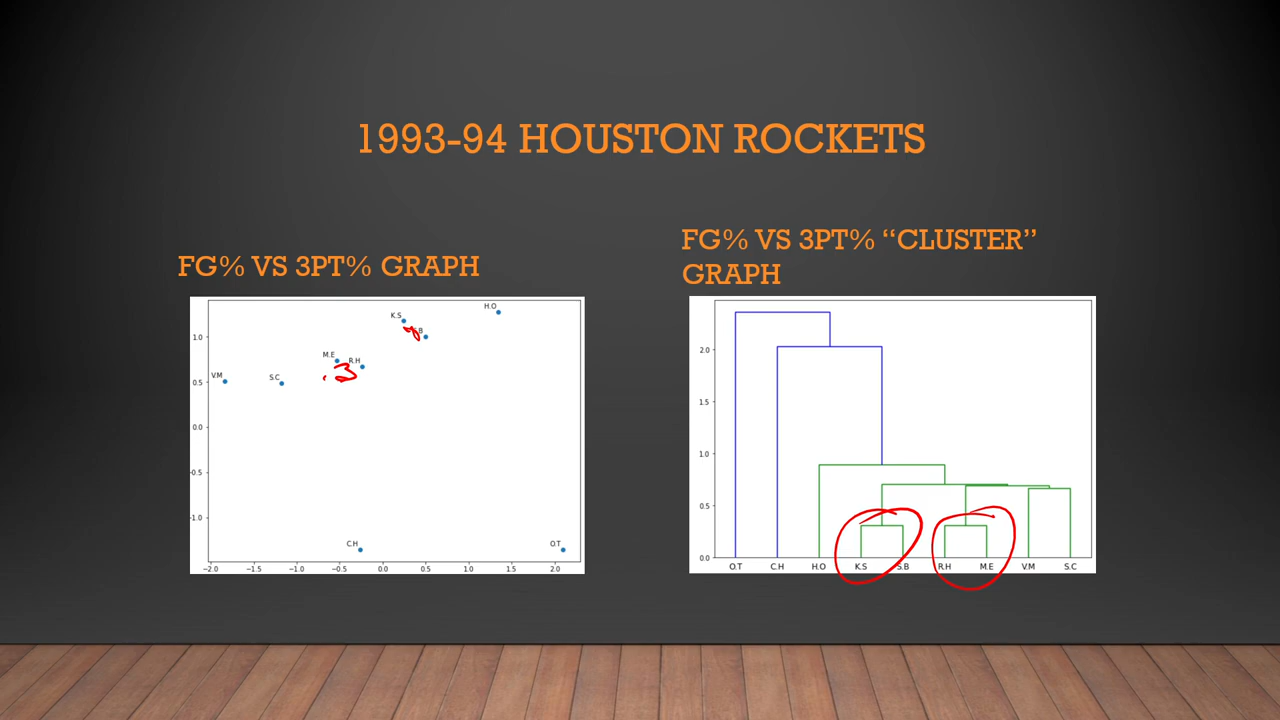 1993-94 HOUSTON ROCKETS
FG% VS 3PT% GRAPH
FG% VS 3PT% “CLUSTER”
GRAPH
H.O
K.S
1.0
M.E
R.H
V.M
S.C
0.5
0.0
-0.5
-1.0
C.H
O.T
−2.0 −1.5 −1.0 −0.5 0.0 0.5 1.0 1.5 2.0
.3
2.0
1.5
1.0
0.5
0.0
O.T C.H H.O K.S S.B R.H M.E V.M S.C